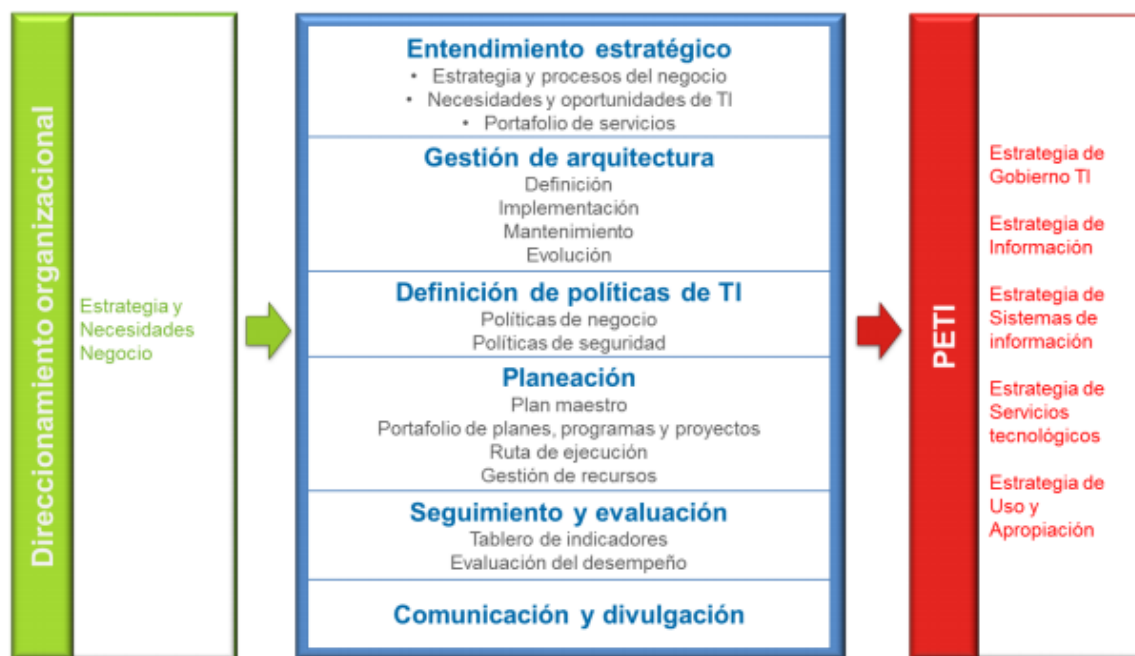 Direccionamiento organizacional
Estrategia y
Necesidades
Negocio
Entendimiento estratégico
• Estrategia y procesos del negocio
• Necesidades y oportunidades de TI
• Portafolio de servicios
Gestión de arquitectura
Definición
Implementación
Mantenimiento
Evolución
Definición de políticas de TI
Políticas de negocio
Políticas de seguridad
Planeación
Plan maestro
Portafolio de planes, programas y proyectos
Ruta de ejecución
Gestión de recursos
Seguimiento y evaluación
Tablero de indicadores
Evaluación del desempeño
Comunicación y divulgación
PETI
Estrategia de
Gobierno TI
Estrategia de
Información
Estrategia de
Sistemas de
información
Estrategia de
Servicios
tecnológicos
Estrategia de
Uso y
Apropiación